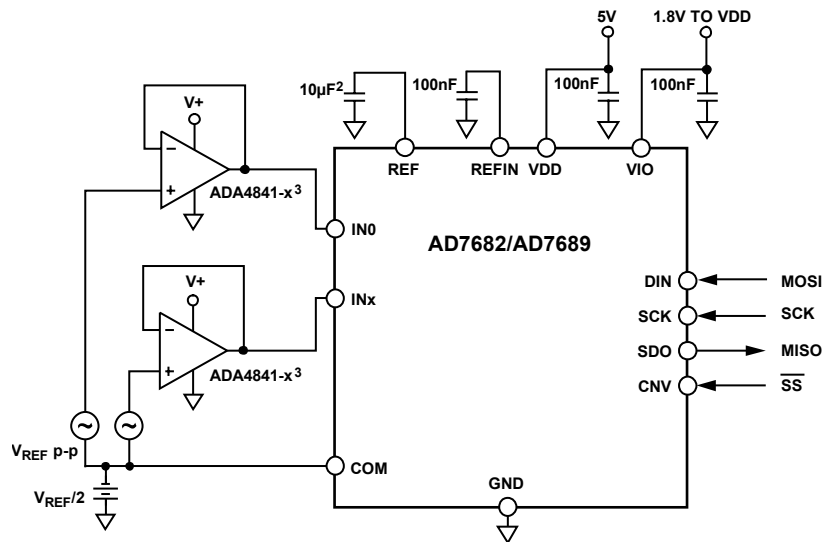 5V
1.8V TO VDD
10µF²
100nF
100nF
100nF
V+
–
+
ADA4841-x³
REF
REFIN
VDD
VIO
IN0
AD7682/AD7689
V+
INx
–
+
ADA4841-x³
DIN
MOSI
SCK
SCK
SDO
MISO
CNV
SS
~
~
VREF p-p
COM
VREF/2
GND